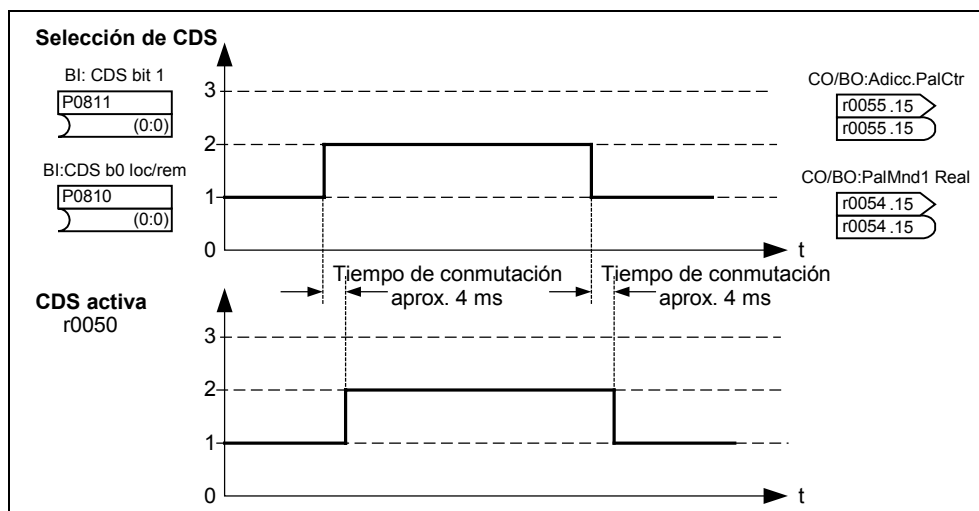 Selección de CDS
BI: CDS bit 1
P0811
(0:0)
BI:CDS b0 loc/rem
P0810
(0:0)
3
2
1
0
t
CO/BO:Adicc.PalCtr
r0055 .15
r0055 .15
CO/BO:PalMnd1 Real
r0054 .15
r0054 .15
Tiempo de conmutación
aprox. 4 ms
Tiempo de conmutación
aprox. 4 ms
CDS activa
r0050
3
2
1
0
t